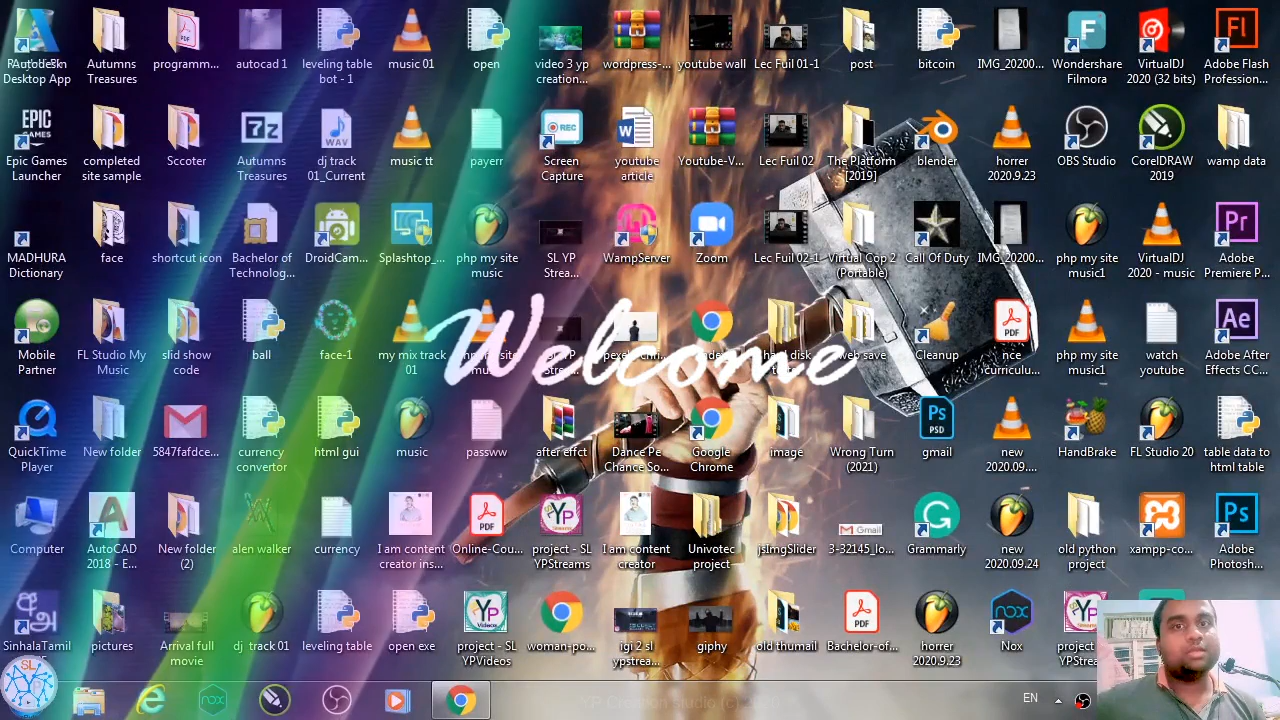 Autodesk
Desktop App
Autumns
Treasures
programm...
autocad 1
leveling table
bot - 1
music 01
open
video 3 yp
creation...
wordpress-...
youtube wall
Lec Fuil 01-1
post
bitcoin
IMG_20200...
Wondershare
Filmora
VirtualDJ
2020 (32 bits)
Adobe Flash
Profession...
Epic Games
Launcher
completed
site sample
Sccoter
Autumns
Treasures
dj track
01_Current
music tt
payerr
Screen
Capture
youtube
article
Youtube-V...
Lec Fuil 02
The Platform
[2019]
blender
horrer
2020.9.23
OBS Studio
CorelDRAW
2019
wamp data
MADHURA
Dictionary
face
shortcut icon
Bachelor of
Technolog...
DroidCam...
Splashtop_...
php my site
music
SL YP
Strea...
WampServer
Zoom
Lec Fuil 02-1
Virtual Cop 2
(Portable)
Call Of Duty
IMG_20200...
php my site
music1
VirtualDJ
2020 - music
Adobe
Premiere P...
Welcome
Mobile
Partner
FL Studio My
Music
slid show
code
ball
face-1
my mix track
01
web save
Cleanup
php my site
music1
watch
youtube
Adobe After
Effects CC...
QuickTime
Player
New folder
5847fafdce...
currency
convertor
html gui
music
passww
after effct
Dance Pe
Chance So...
Google
Chrome
image
Wrong Turn
(2021)
gmail
new
2020.09....
HandBrake
FL Studio 20
table data to
html table
Computer
AutoCAD
2018 - E...
New folder
(2)
alen walker
currency
I am content
creator ins...
Online-Cou...
project - SL
YPStreams
I am content
creator
Univotec
project
jsImgSlider
3-32145_lo...
Grammarly
new
2020.09.24
old python
project
xampp-co...
Adobe
Photosh...
SinhalaTamil
pictures
Arrival full
movie
dj track 01
leveling table
open exe
project - SL
YPVideos
woman-po...
igi 2 sl
ypstrea...
giphy
old thumail
Bachelor-of...
horrer
2020.9.23
Nox
project
YPStre
EN